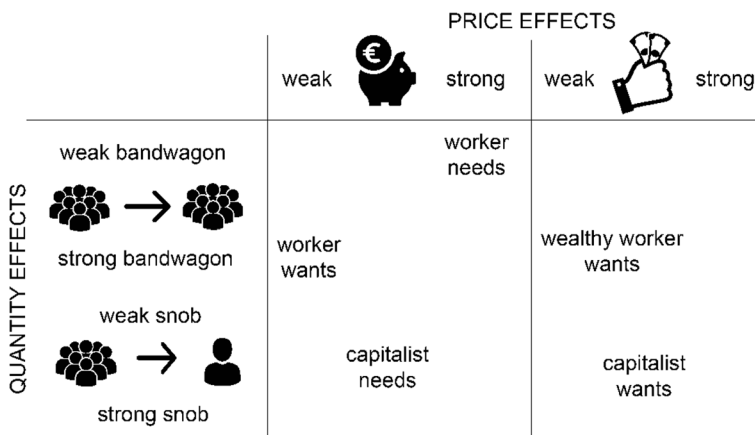 PRICE EFFECTS
weak € strong weak strong
QUANTITY EFFECTS
weak bandwagon
strong bandwagon
weak snob
strong snob
worker
needs
worker
wants
wealthy worker
wants
capitalist
needs
capitalist
wants